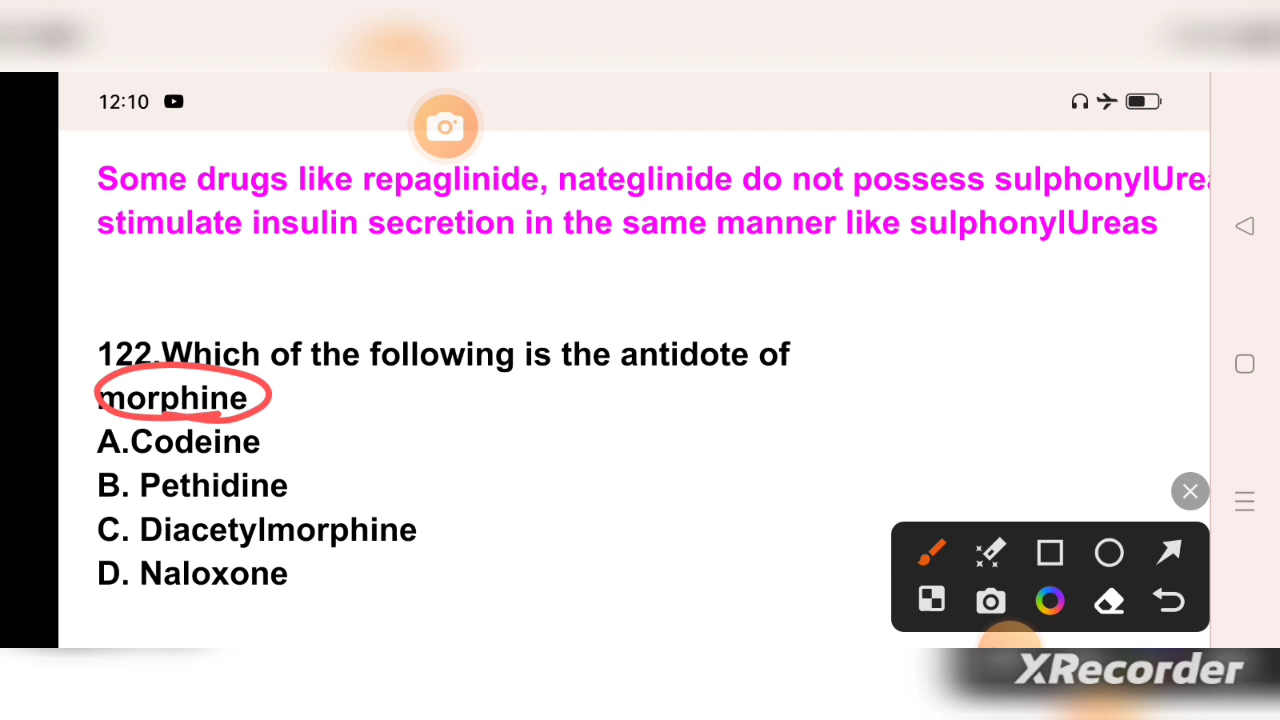 12:10
Some drugs like repaglinide, nateglinide do not possess sulphonylUrea
stimulate insulin secretion in the same manner like sulphonylUreas
122.Which of the following is the antidote of
morphine
A.Codeine
B. Pethidine
C. Diacetylmorphine
D. Naloxone
XRecorder